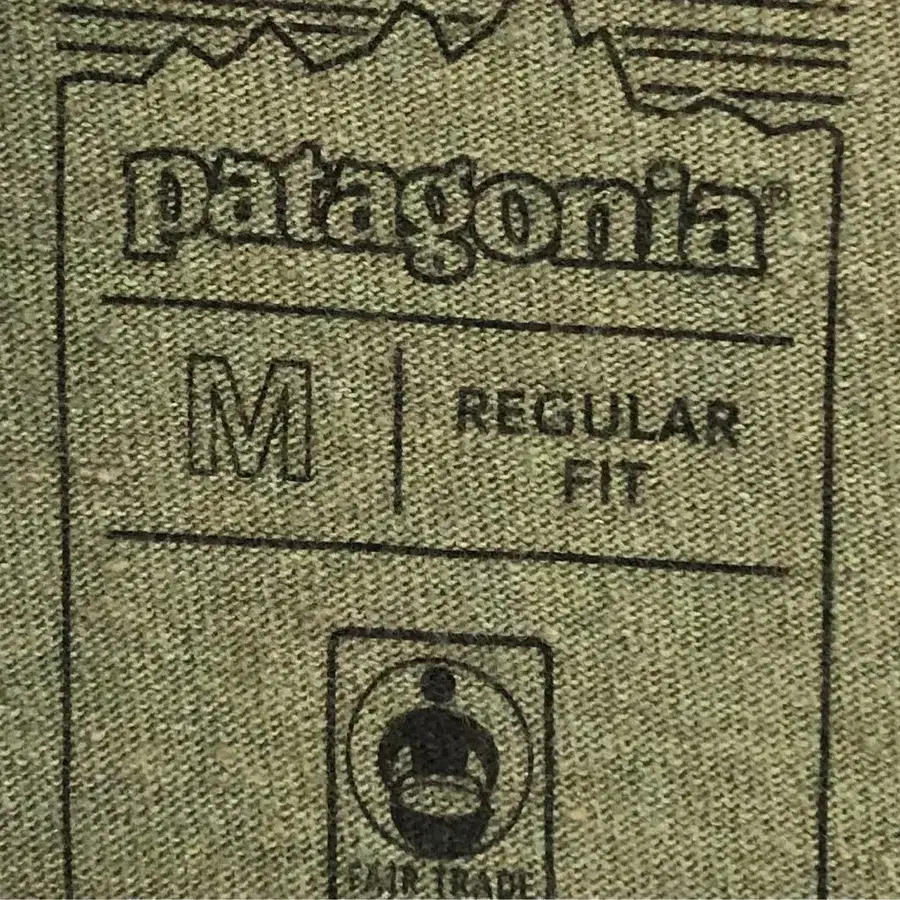 patagonia®
M
REGULAR
FIT
FAIR TRADE